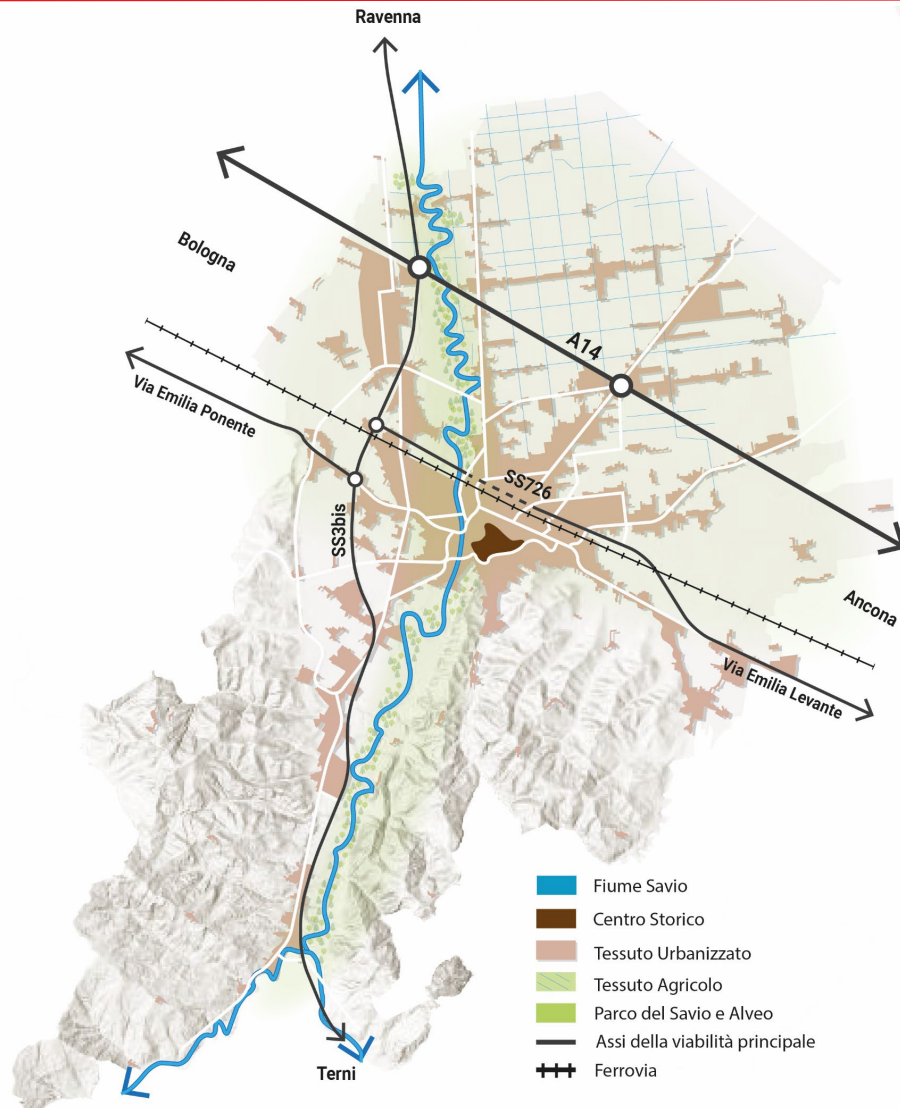 Ravenna
Bologna
A14
Via Emilia Ponente
SS726
SS3bis
Ancona
Via Emilia Levante
Terni
Fiume Savio
Centro Storico
Tessuto Urbanizzato
Tessuto Agricolo
Parco del Savio e Alveo
Assi della viabilità principale
Ferrovia